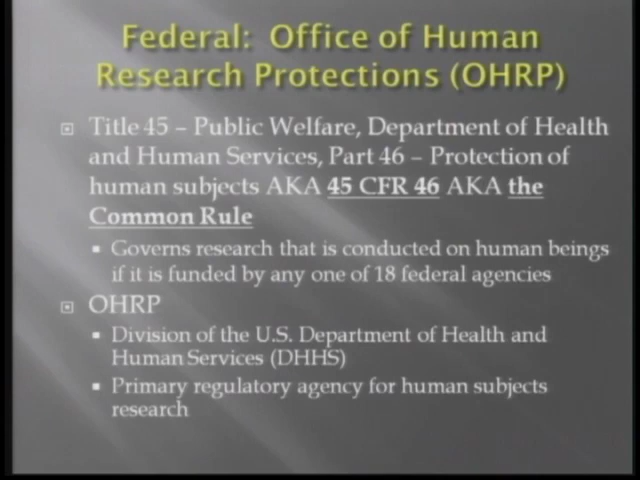 Federal:  Office of Human
Research Protections (OHRP)
Title 45 – Public Welfare, Department of Health
and Human Services, Part 46 – Protection of
human subjects AKA 45 CFR 46 AKA the
Common Rule
Governs research that is conducted on human beings
if it is funded by any one of 18 federal agencies
OHRP
Division of the U.S. Department of Health and
Human Services (DHHS)
Primary regulatory agency for human subjects
research